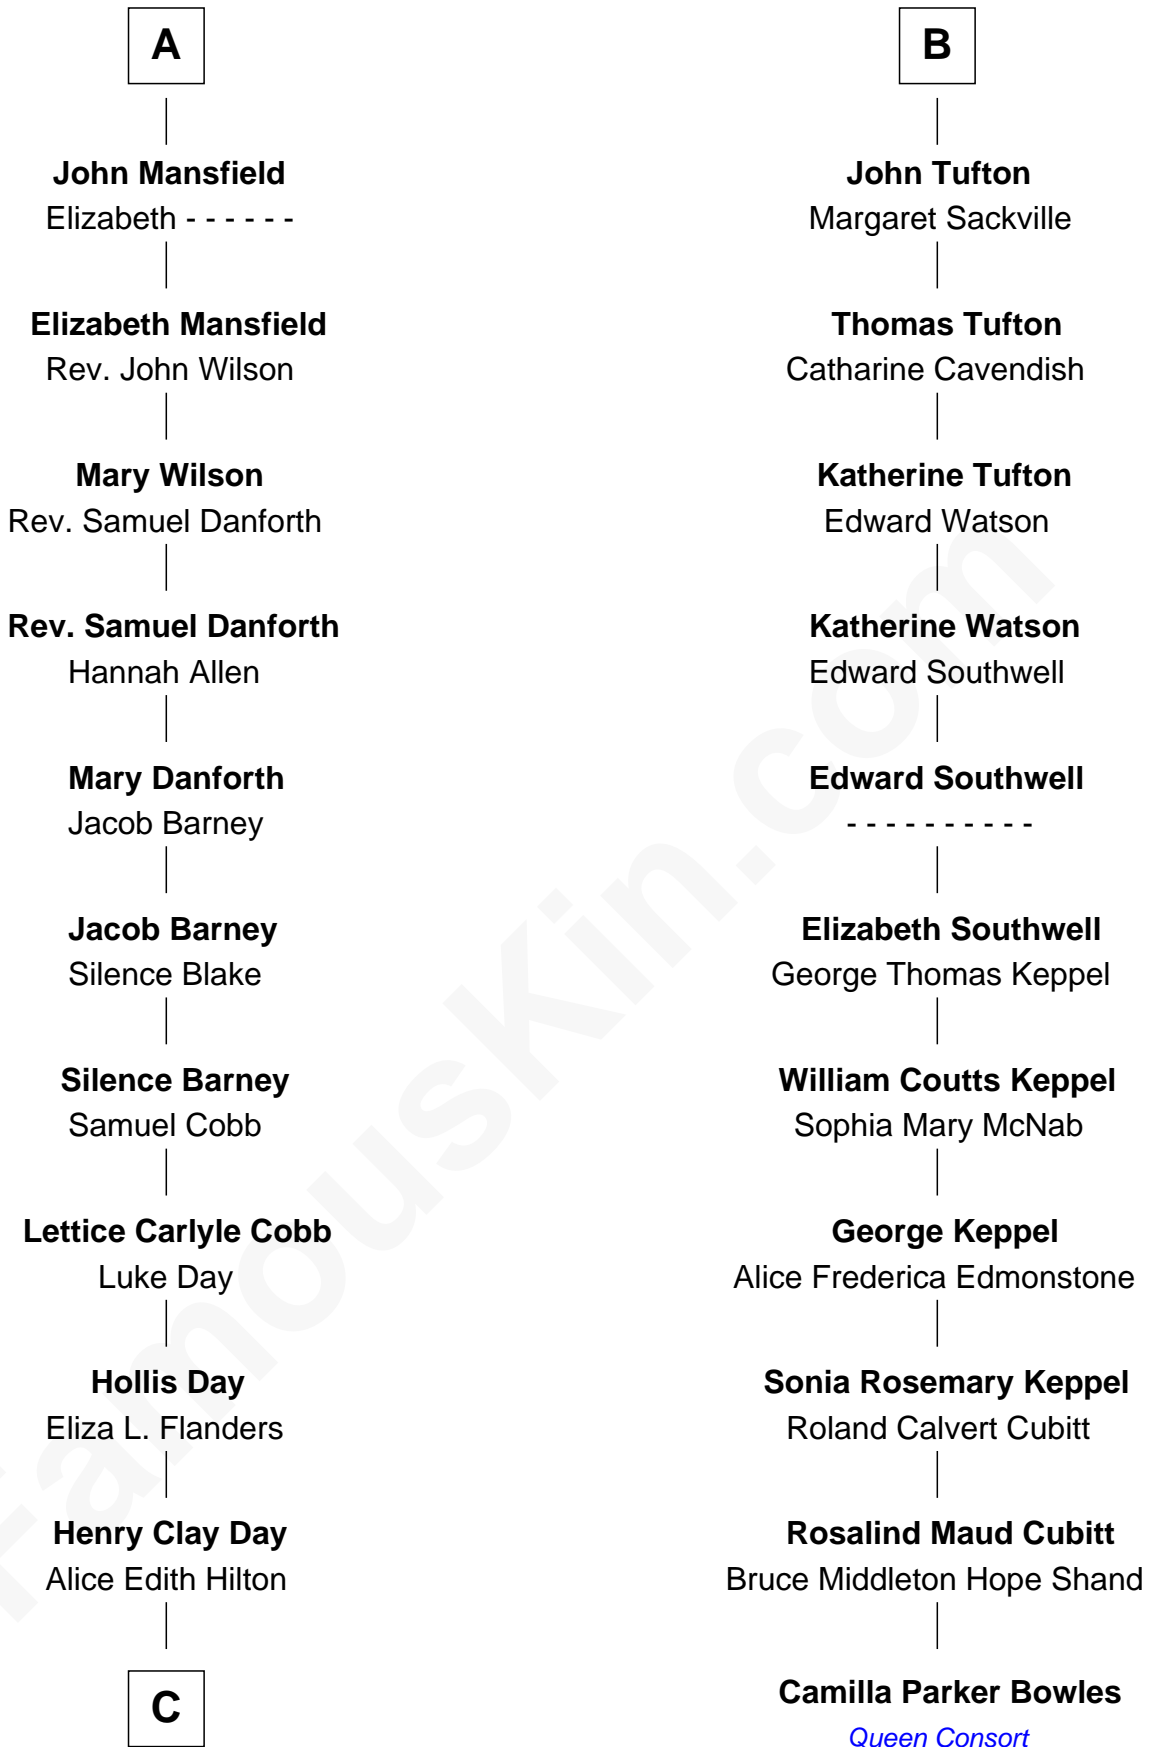 A
John Mansfield
Elizabeth - - - - - -
Elizabeth Mansfield
Rev. John Wilson
Mary Wilson
Rev. Samuel Danforth
Rev. Samuel Danforth
Hannah Allen
Mary Danforth
Jacob Barney
Jacob Barney
Silence Blake
Silence Barney
Samuel Cobb
Lettice Carlyle Cobb
Luke Day
Hollis Day
Eliza L. Flanders
Henry Clay Day
Alice Edith Hilton
C
B
John Tufton
Margaret Sackville
Thomas Tufton
Catharine Cavendish
Katherine Tufton
Edward Watson
Katherine Watson
Edward Southwell
Edward Southwell
- - - - - - - - - -
Elizabeth Southwell
George Thomas Keppel
William Coutts Keppel
Sophia Mary McNab
George Keppel
Alice Frederica Edmonstone
Sonia Rosemary Keppel
Roland Calvert Cubitt
Rosalind Maud Cubitt
Bruce Middleton Hope Shand
Camilla Parker Bowles
Queen Consort
FamousKin.com